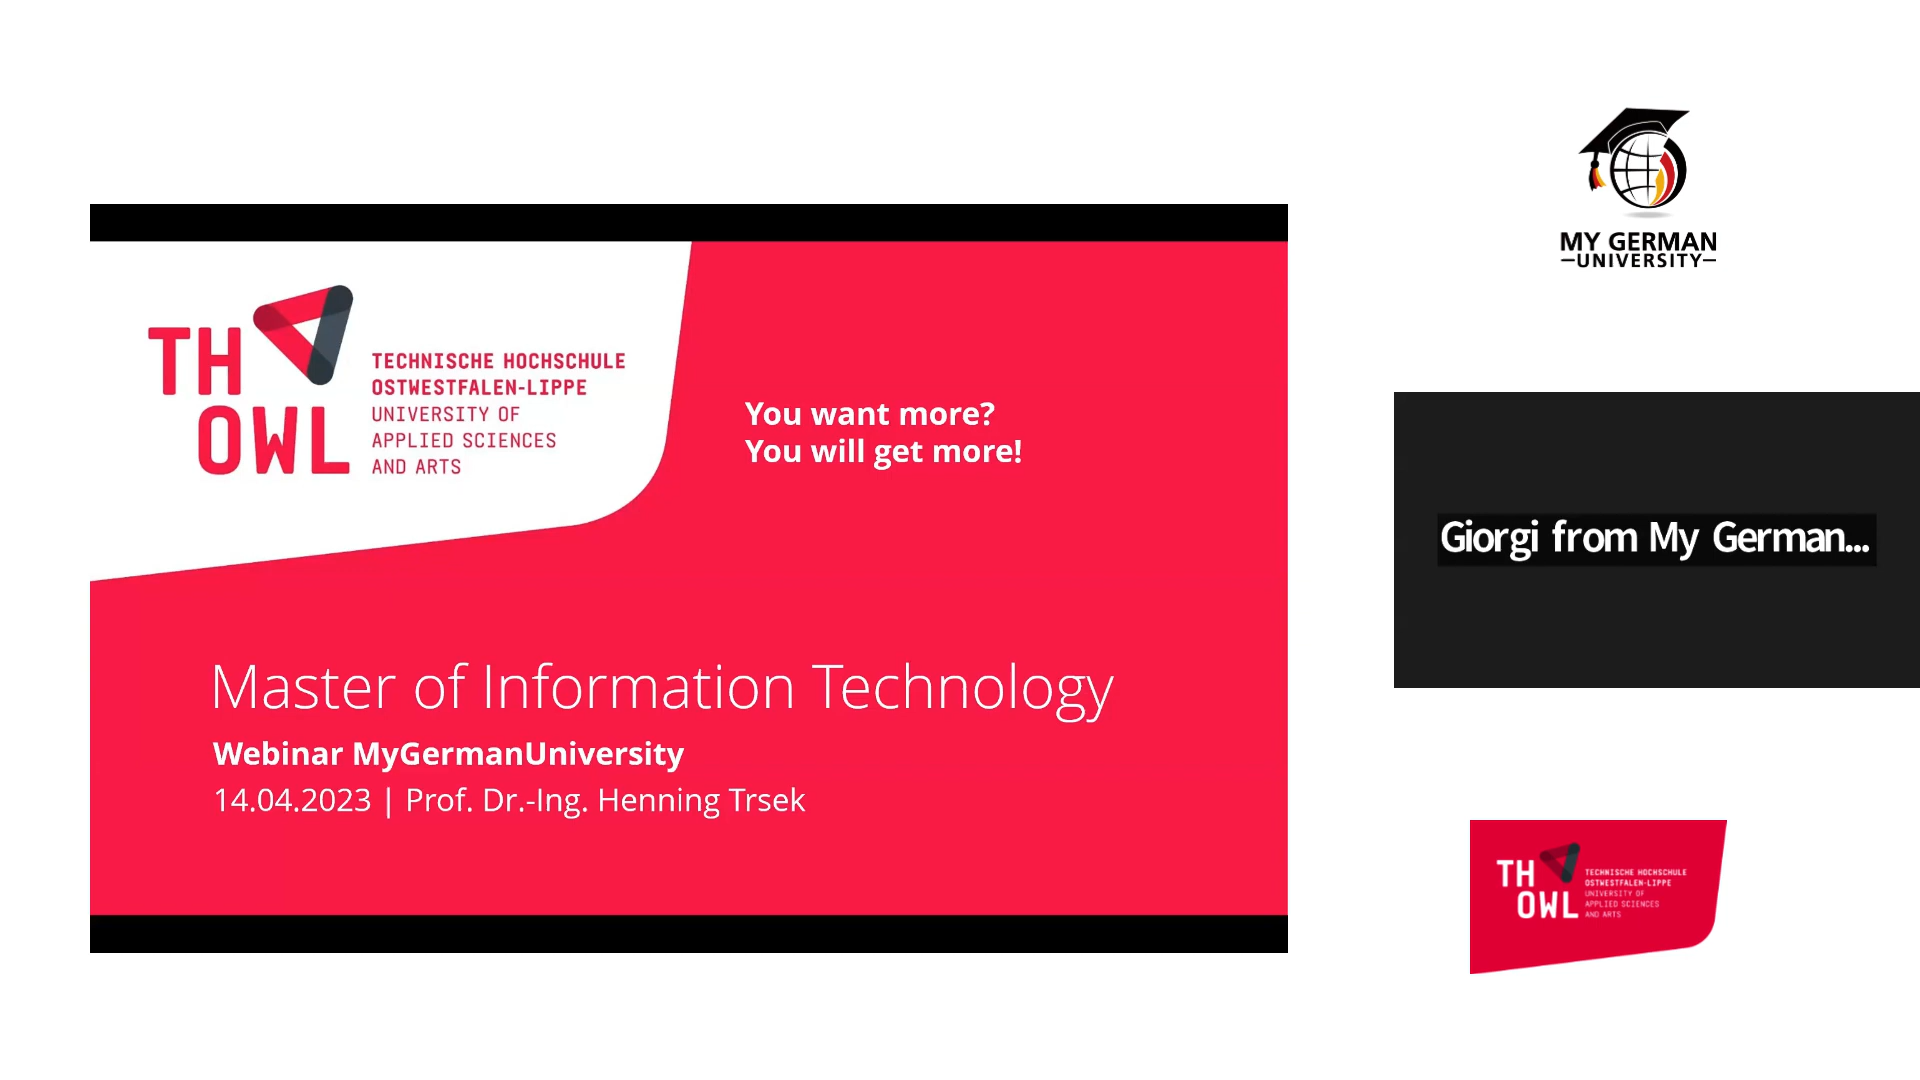 TH
OWL
TECHNISCHE HOCHSCHULE
OSTWESTFALEN-LIPPE
UNIVERSITY OF
APPLIED SCIENCES
AND ARTS
You want more?
You will get more!
Master of Information Technology
Webinar MyGermanUniversity
14.04.2023 | Prof. Dr.-Ing. Henning Trsek
MY GERMAN
UNIVERSITY
Giorgi from My German...
TH
OWL
TECHNISCHE HOCHSCHULE
OSTWESTFALEN-LIPPE
UNIVERSITY OF
APPLIED SCIENCES
AND ARTS